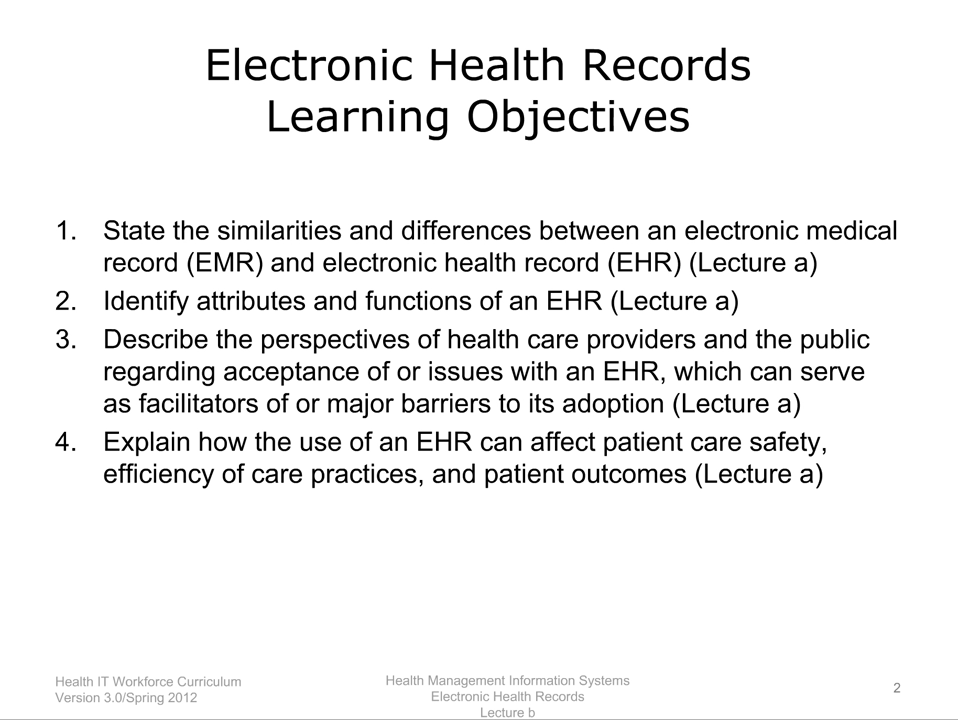 Electronic Health Records
Learning Objectives
1. State the similarities and differences between an electronic medical
record (EMR) and electronic health record (EHR) (Lecture a)
2. Identify attributes and functions of an EHR (Lecture a)
3. Describe the perspectives of health care providers and the public
regarding acceptance of or issues with an EHR, which can serve
as facilitators of or major barriers to its adoption (Lecture a)
4. Explain how the use of an EHR can affect patient care safety,
efficiency of care practices, and patient outcomes (Lecture a)
Health IT Workforce Curriculum
Version 3.0/Spring 2012
Health Management Information Systems
Electronic Health Records
Lecture b
2